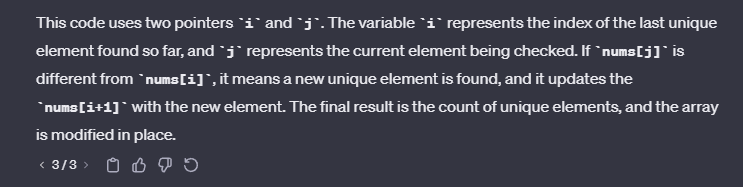 This code uses two pointers `i` and `j`. The variable `i` represents the index of the last unique
element found so far, and `j` represents the current element being checked. If `nums[j]` is
different from `nums[i]`, it means a new unique element is found, and it updates the
`nums[i+1]` with the new element. The final result is the count of unique elements, and the array
is modified in place.
< 3/3 >